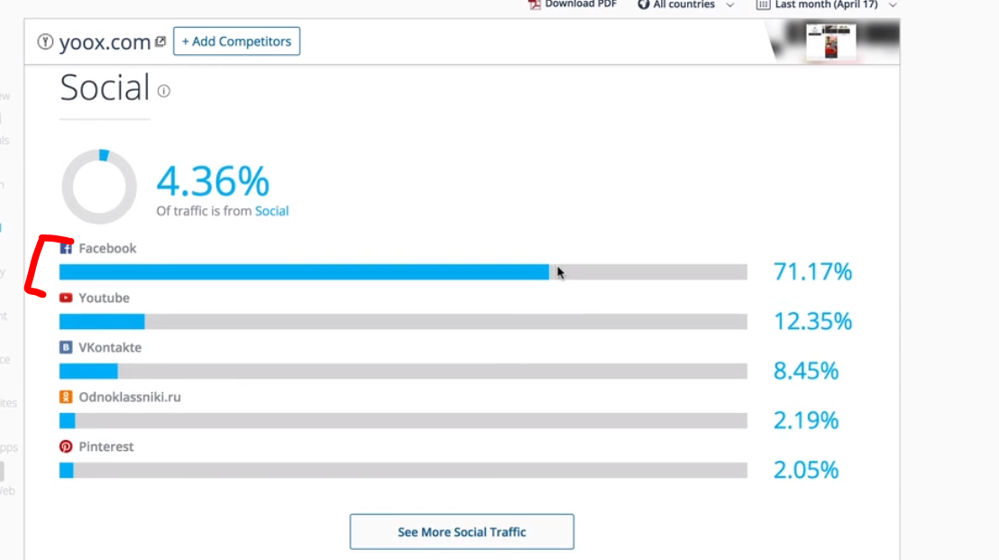 Download PDF All countries Last month (April 17)
yoox.com + Add Competitors
Social
4.36%
Of traffic is from Social
Facebook
71.17%
Youtube
12.35%
VKontakte
8.45%
Odnoklassniki.ru
2.19%
Pinterest
2.05%
See More Social Traffic